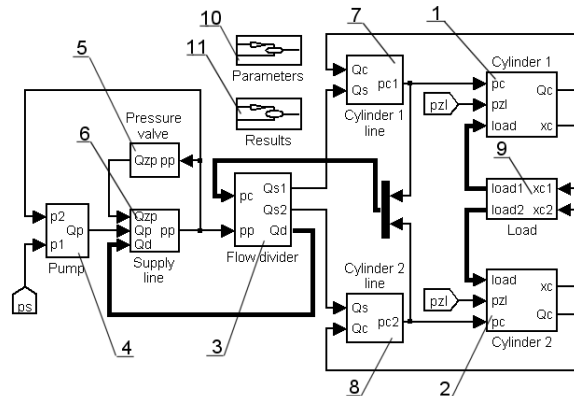 10
11
Parameters
Results
5
Pressure valve
Qzp pp
6
p2
Qp
p1
Pump
4
ps
Qzp
Qp pp
Qd
Supply
line
pc
pp
Qs1
Qs2
Qd
Flow divider
3
7
Qc
Qs
pc1
Cylinder 1
line
Cylinder 2
line
Qs
Qc
pc2
8
1
Cylinder 1
pc
pzl
load
Qc
xc
pzl
9
load1 xc1
load2 xc2
Load
load
pzl
pc
xc
Qc
pzl
Cylinder 2
2